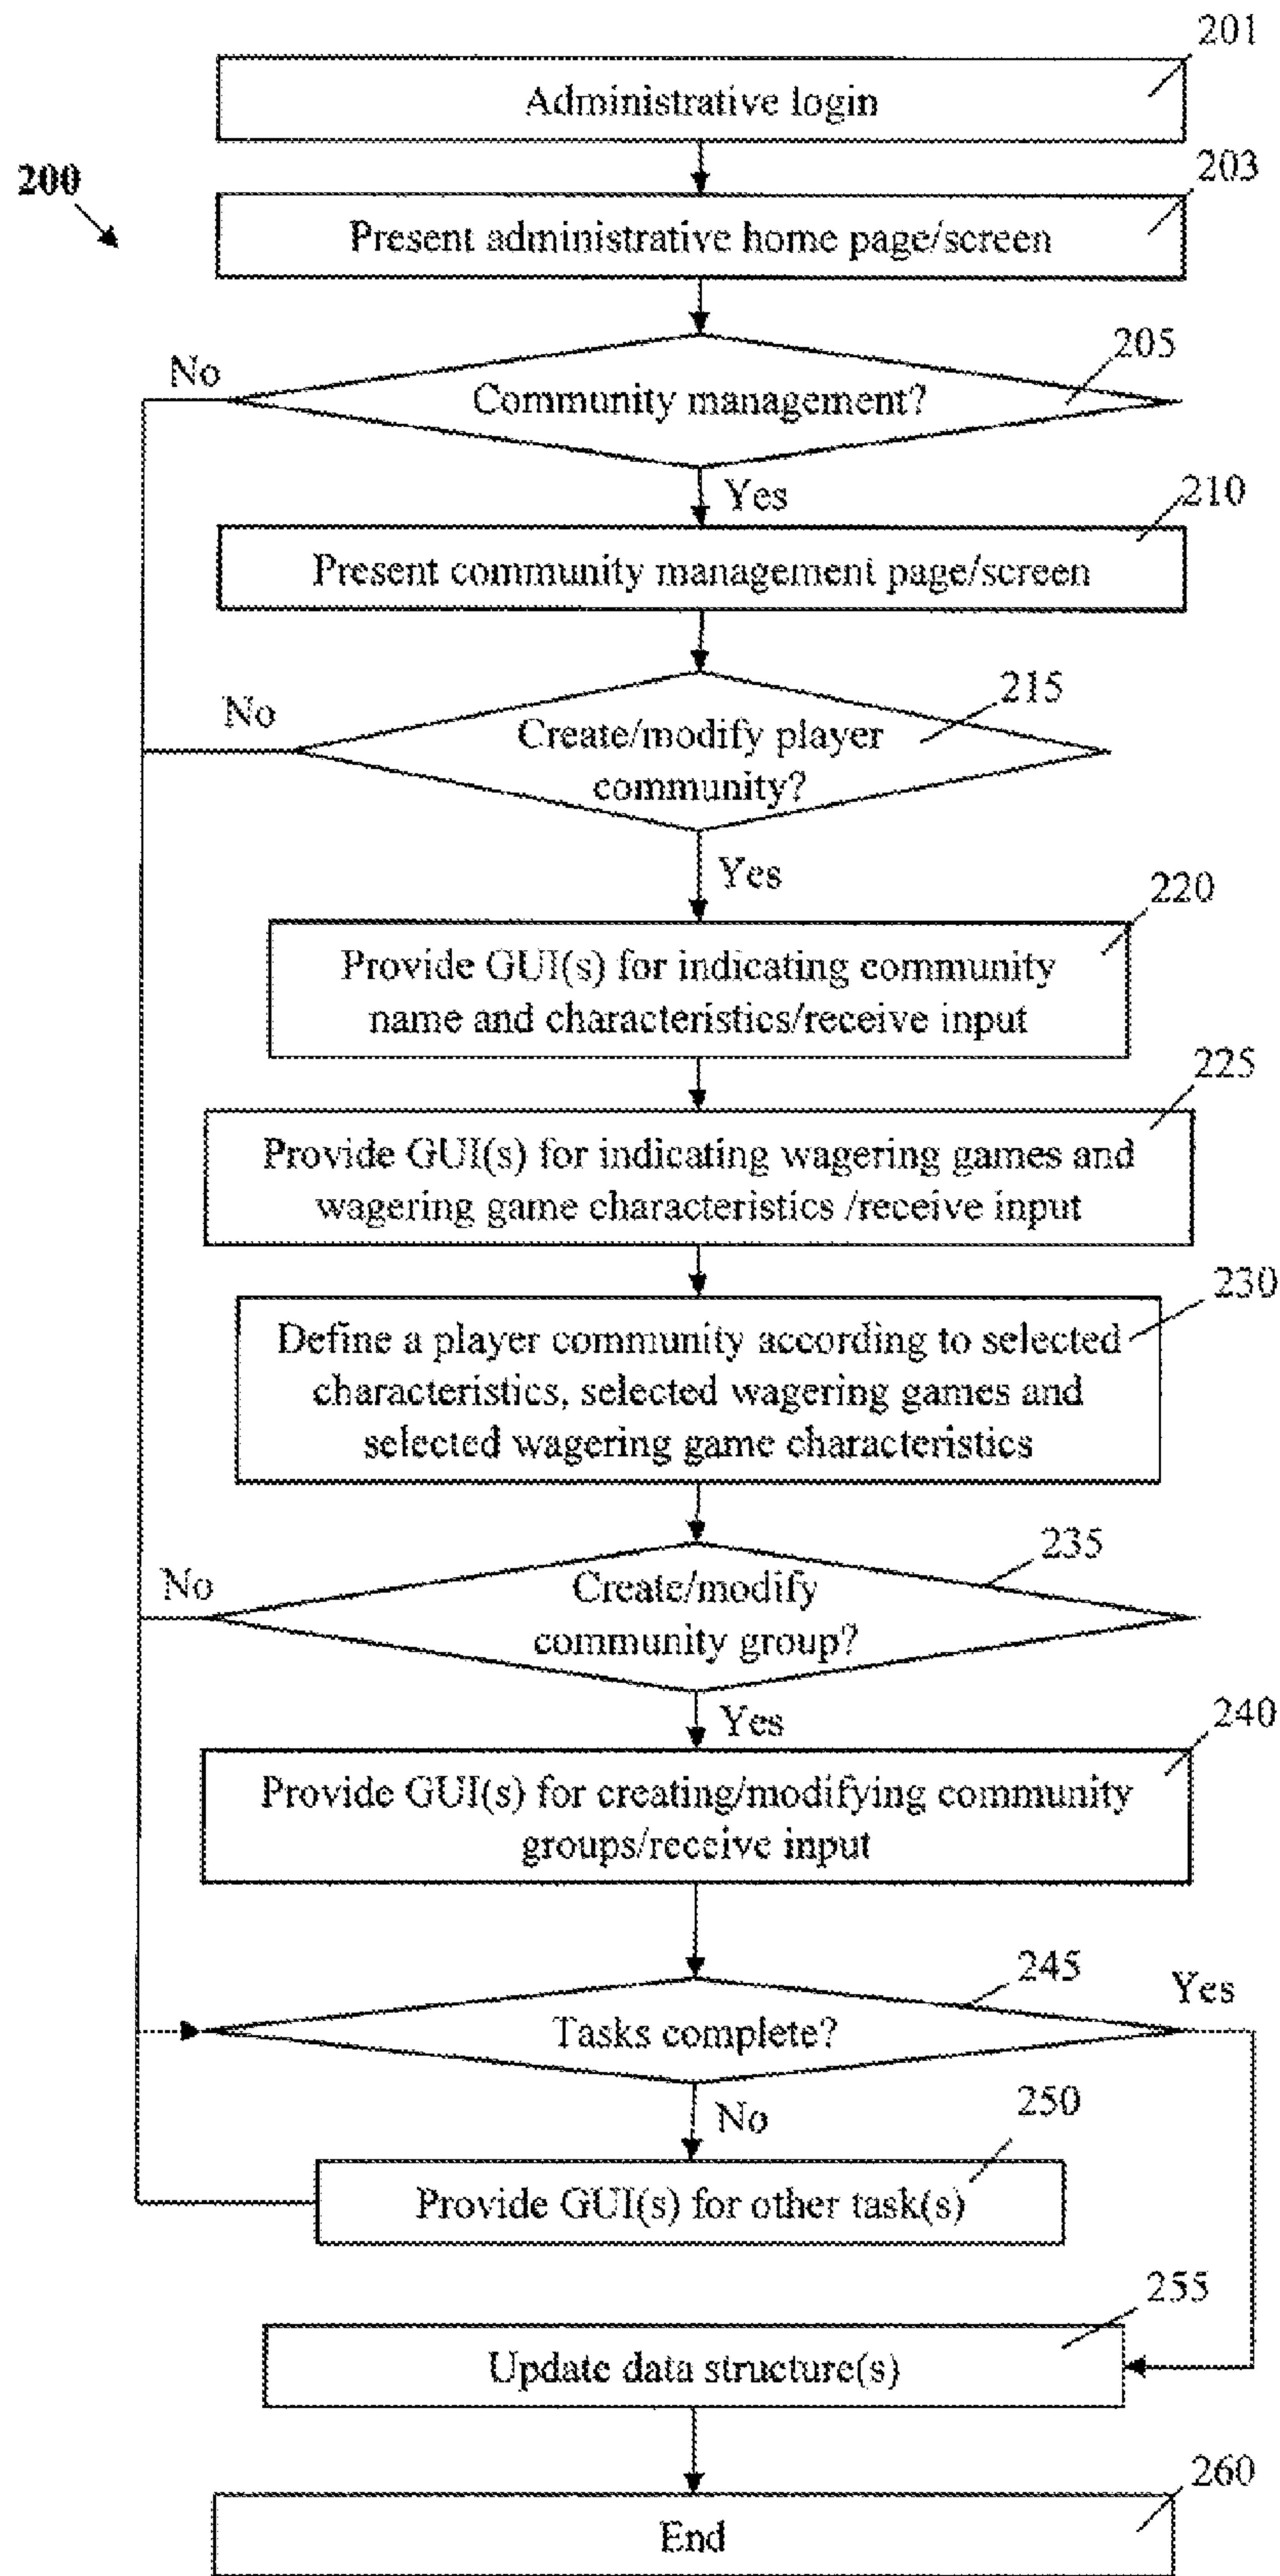 201
Administrative login
200
203
Present administrative home page/screen
205
No
Community management?
Yes
210
Present community management page/screen
215
No
Create/modify player
community?
Yes
220
Provide GUI(s) for indicating community
name and characteristics/receive input
225
Provide GUI(s) for indicating wagering games and
wagering game characteristics /receive input
230
Define a player community according to selected
characteristics, selected wagering games and
selected wagering game characteristics
235
No
Create/modify
community group?
Yes
240
Provide GUI(s) for creating/modifying community
groups/receive input
245
Yes
Tasks complete?
No
250
Provide GUI(s) for other task(s)
255
Update data structure(s)
260
End